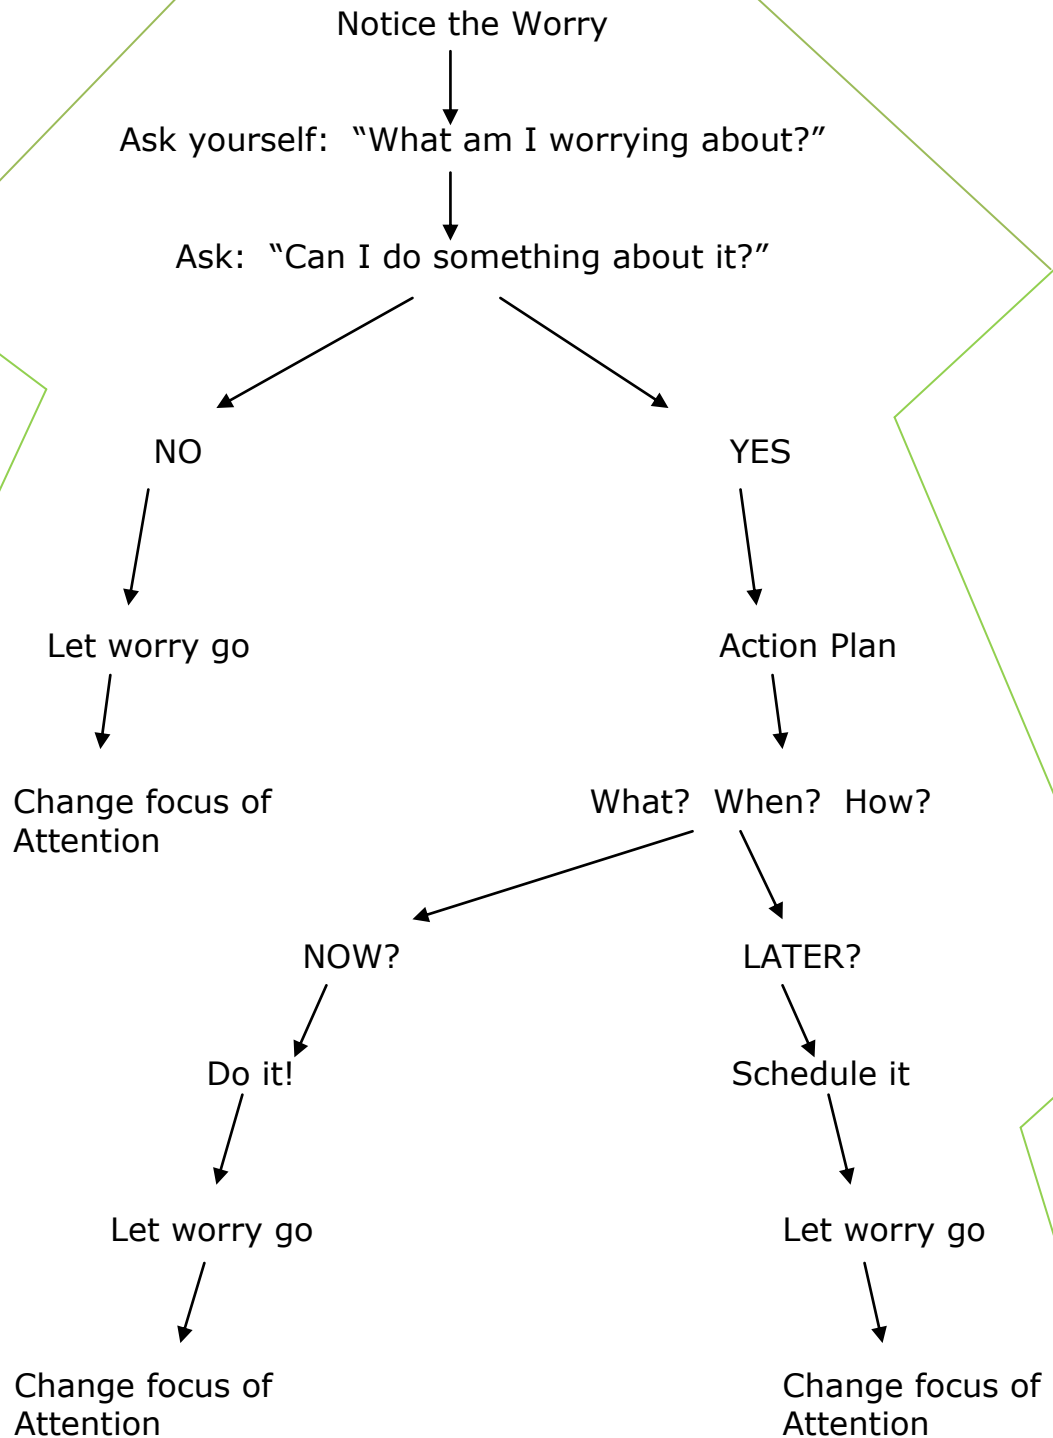 Notice the Worry
Ask yourself:  “What am I worrying about?”
Ask:  “Can I do something about it?”
NO
YES
Let worry go
Action Plan
Change focus of
Attention
What?  When?  How?
NOW?
LATER?
Do it!
Schedule it
Let worry go
Let worry go
Change focus of
Attention
Change focus of
Attention